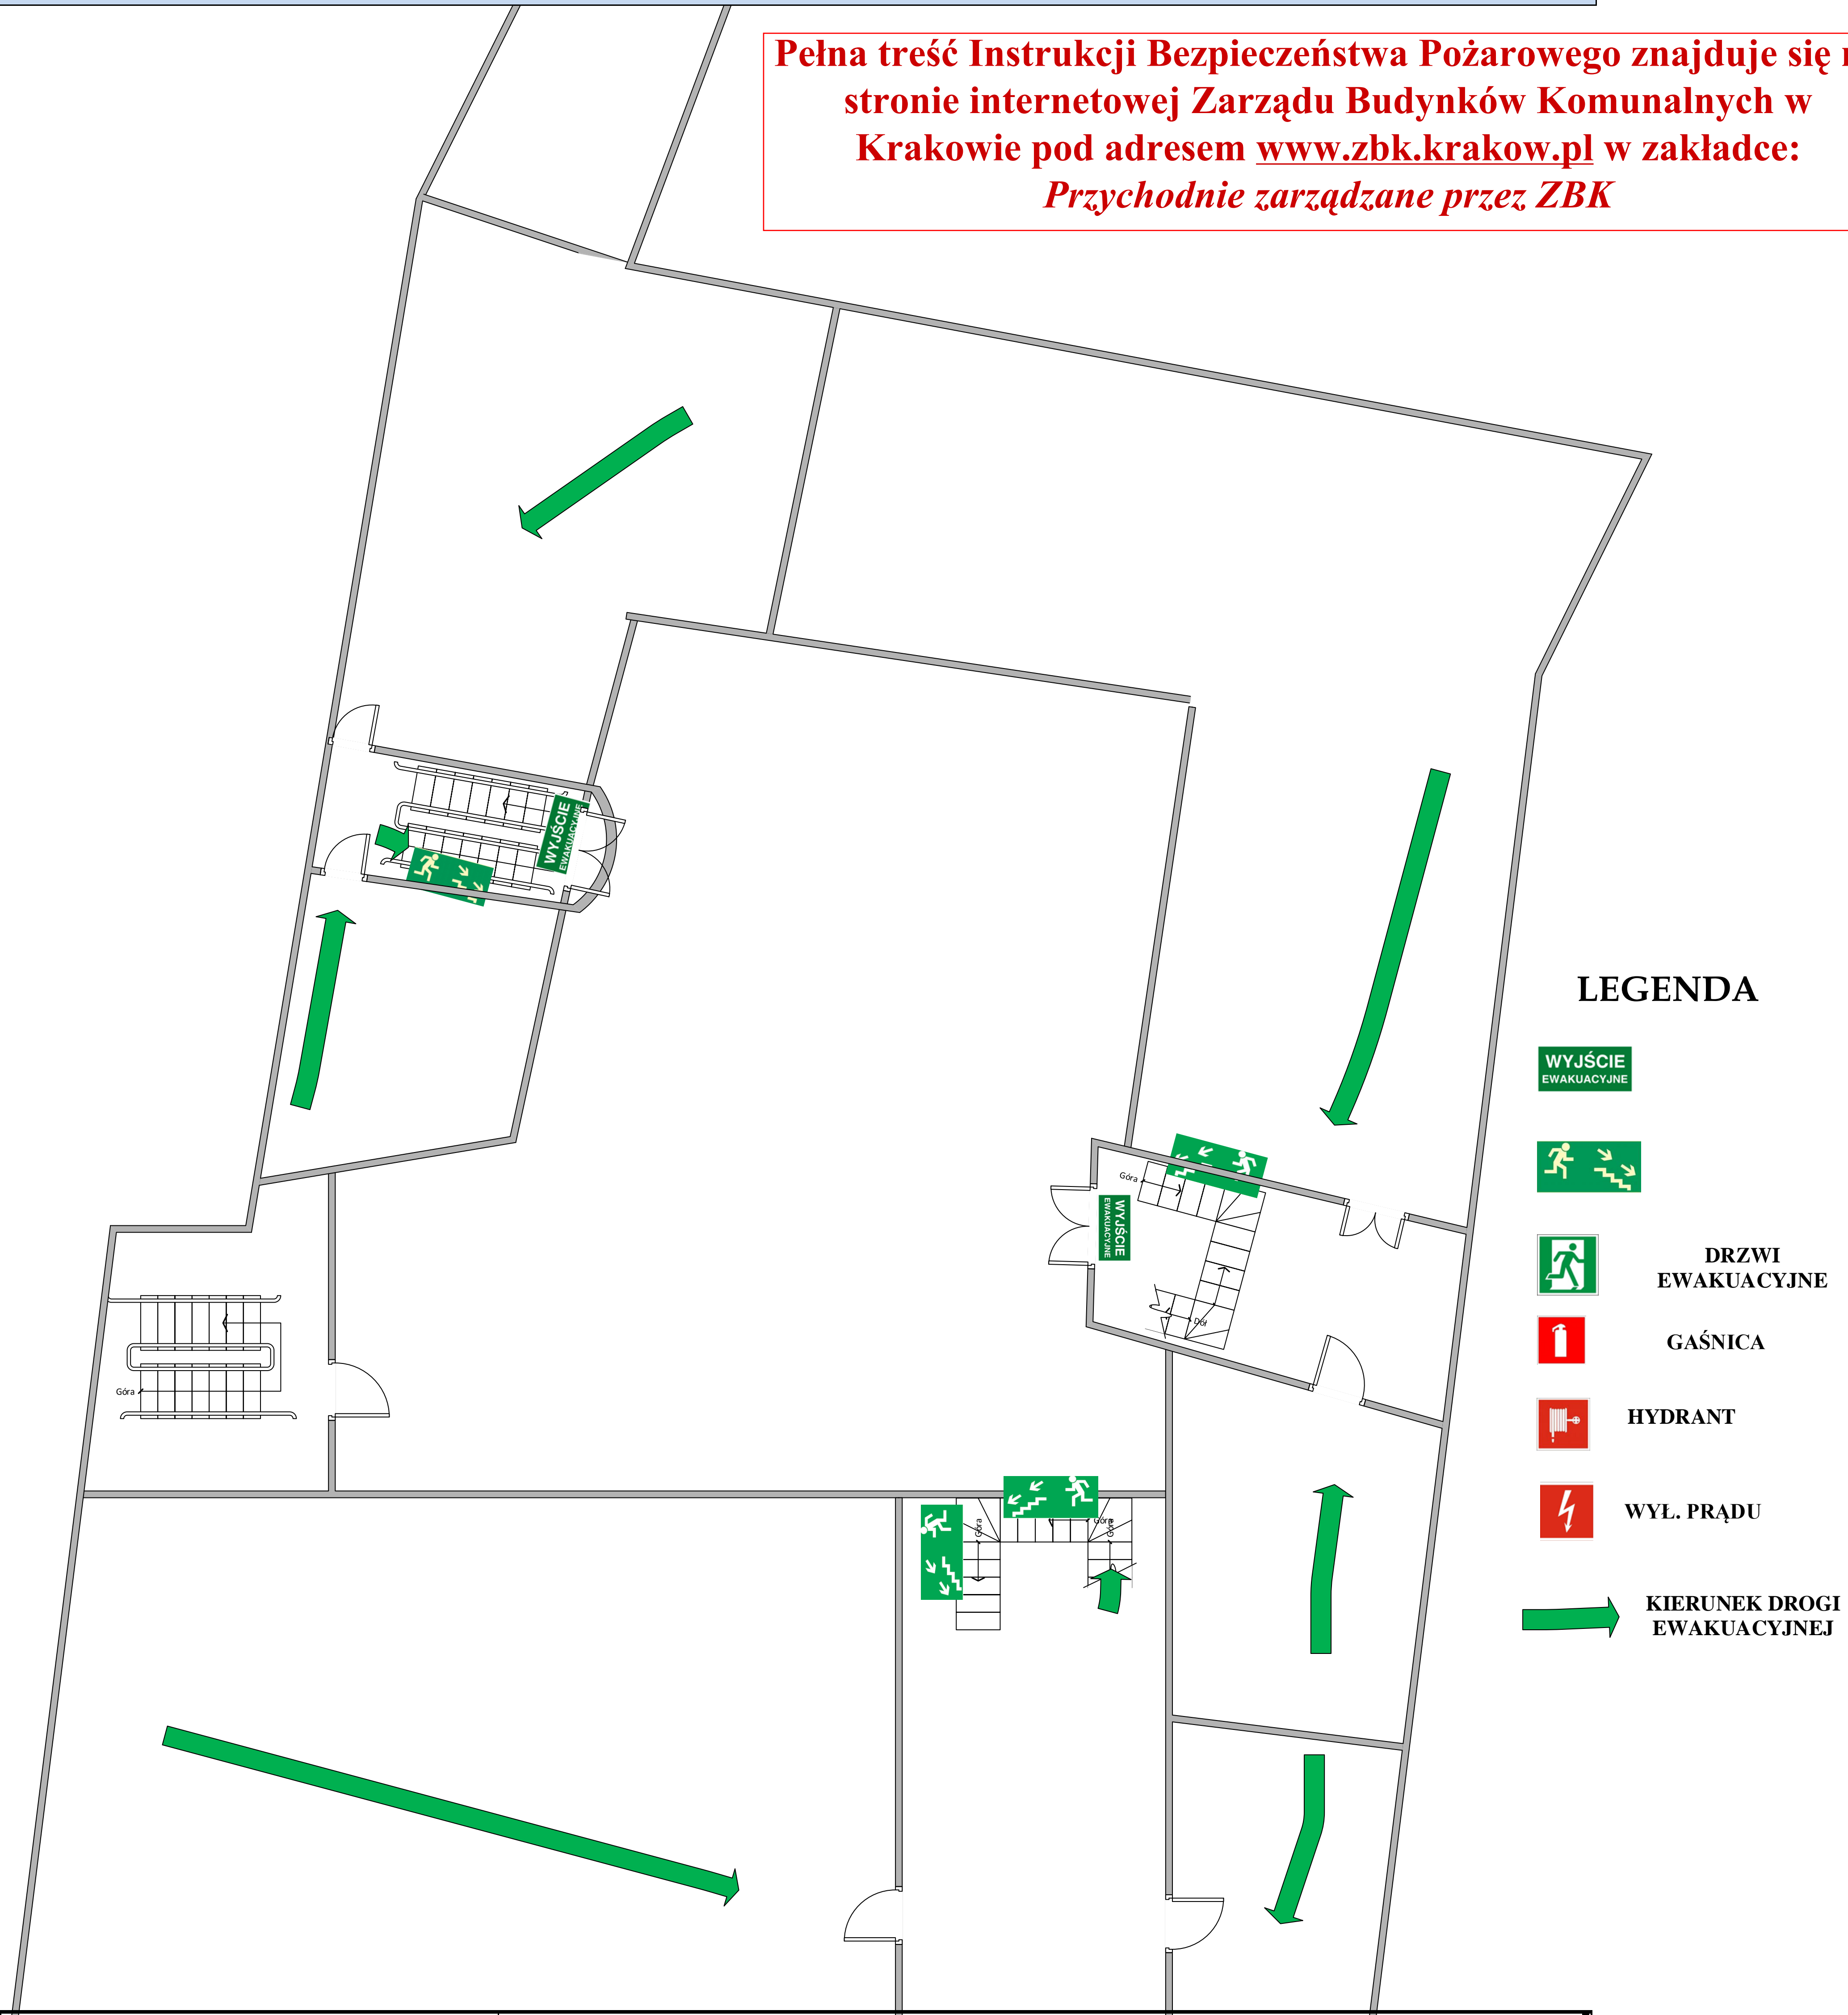 Pełna treść Instrukcji Bezpieczeństwa Pożarowego znajduje się
stronie internetowej Zarządu Budynków Komunalnych w
Krakowie pod adresem www.zbk.krakow.pl w zakładce:
Przychodnie zarządzane przez ZBK
WYJŚCIE
EWAKUACYJNE
Góra
WYJŚCIE
EWAKUACYJNE
Dół
Góra
Góra
Góra
Góra
LEGENDA
WYJŚCIE
EWAKUACYJNE
DRZWI
EWAKUACYJNE
GAŚNICA
HYDRANT
WYŁ. PRĄDU
KIERUNEK DROGI
EWAKUACYJNEJ